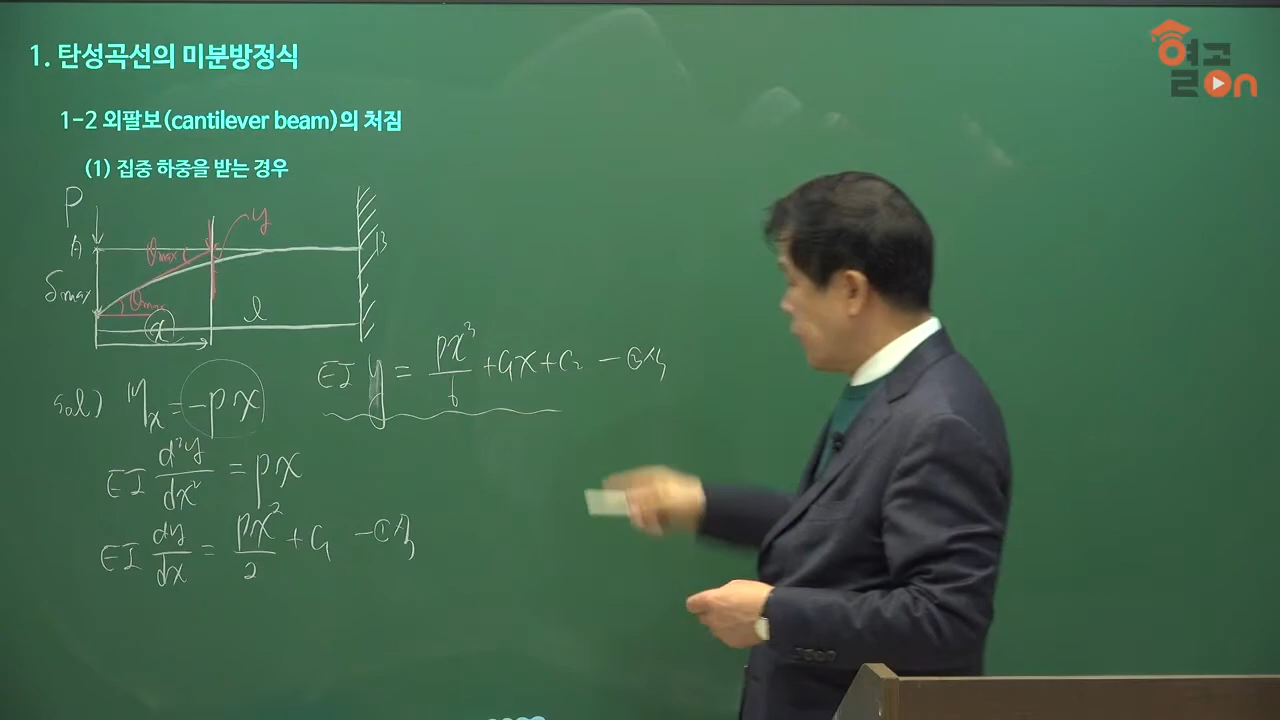 1. 탄성곡선의 미분방정식
열고
On
1-2 외팔보(cantilever beam)의 처짐
(1) 집중 하중을 받는 경우
P
y
A
θmax
B
δmax
θmax
x
l
EI y = Px³/6 + C₁x + C₂ - ②식
sol) Mx = -Px
EI d²y/dx² = Px
EI dy/dx = Px²/2 + C₁ - ①식